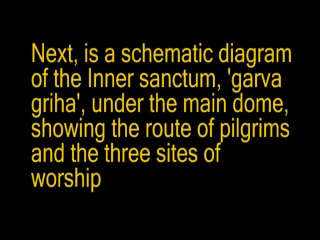 Next, is a schematic diagram
of the Inner sanctum, 'garva
griha', under the main dome,
showing the route of pilgrims
and the three sites of
worship